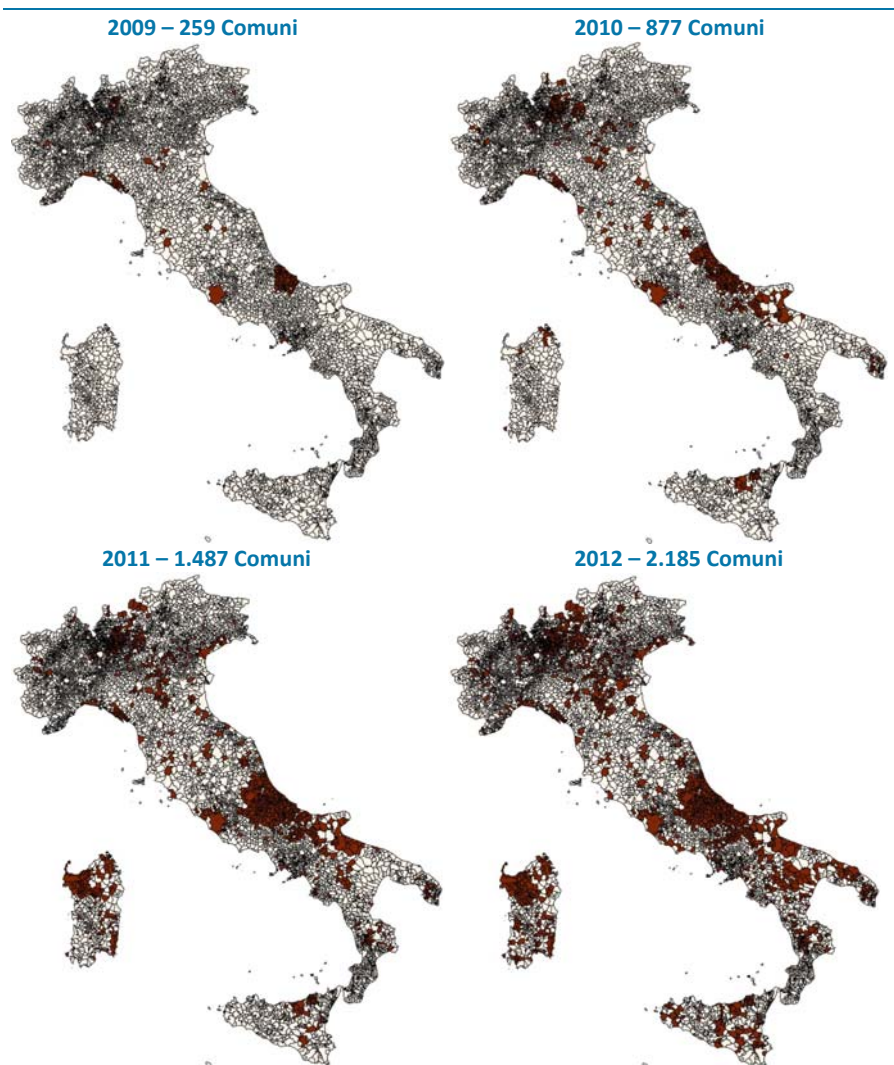 2009 – 259 Comuni
2010 – 877 Comuni
2011 – 1.487 Comuni
2012 – 2.185 Comuni